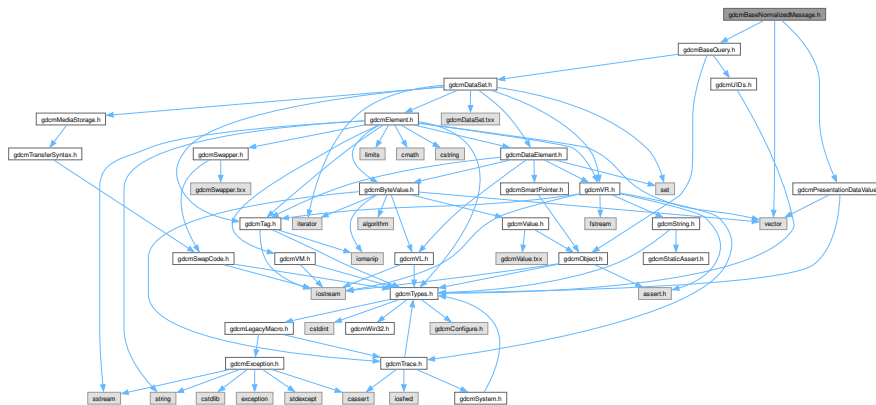 gdcmBaseNormalizedMessage.h
gdcmBaseQuery.h
gdcmDataSet.h
gdcmUIDs.h
gdcmMediaStorage.h
gdcmElement.h
gdcmDataSet.txx
gdcmTransferSyntax.h
gdcmSwapper.h
limits
cmath
cstring
gdcmDataElement.h
gdcmSwapper.txx
gdcmByteValue.h
gdcmSmartPointer.h
gdcmVR.h
set
gdcmPresentationDataValue.h
gdcmTag.h
iterator
algorithm
gdcmValue.h
fstream
gdcmString.h
vector
gdcmSwapCode.h
gdcmVM.h
iomanip
gdcmVL.h
gdcmValue.txx
gdcmObject.h
gdcmStaticAssert.h
iostream
gdcmTypes.h
assert.h
gdcmLegacyMacro.h
cstdint
gdcmWin32.h
gdcmConfigure.h
gdcmException.h
gdcmTrace.h
sstream
string
cstdlib
exception
stdexcept
cassert
iosfwd
gdcmSystem.h